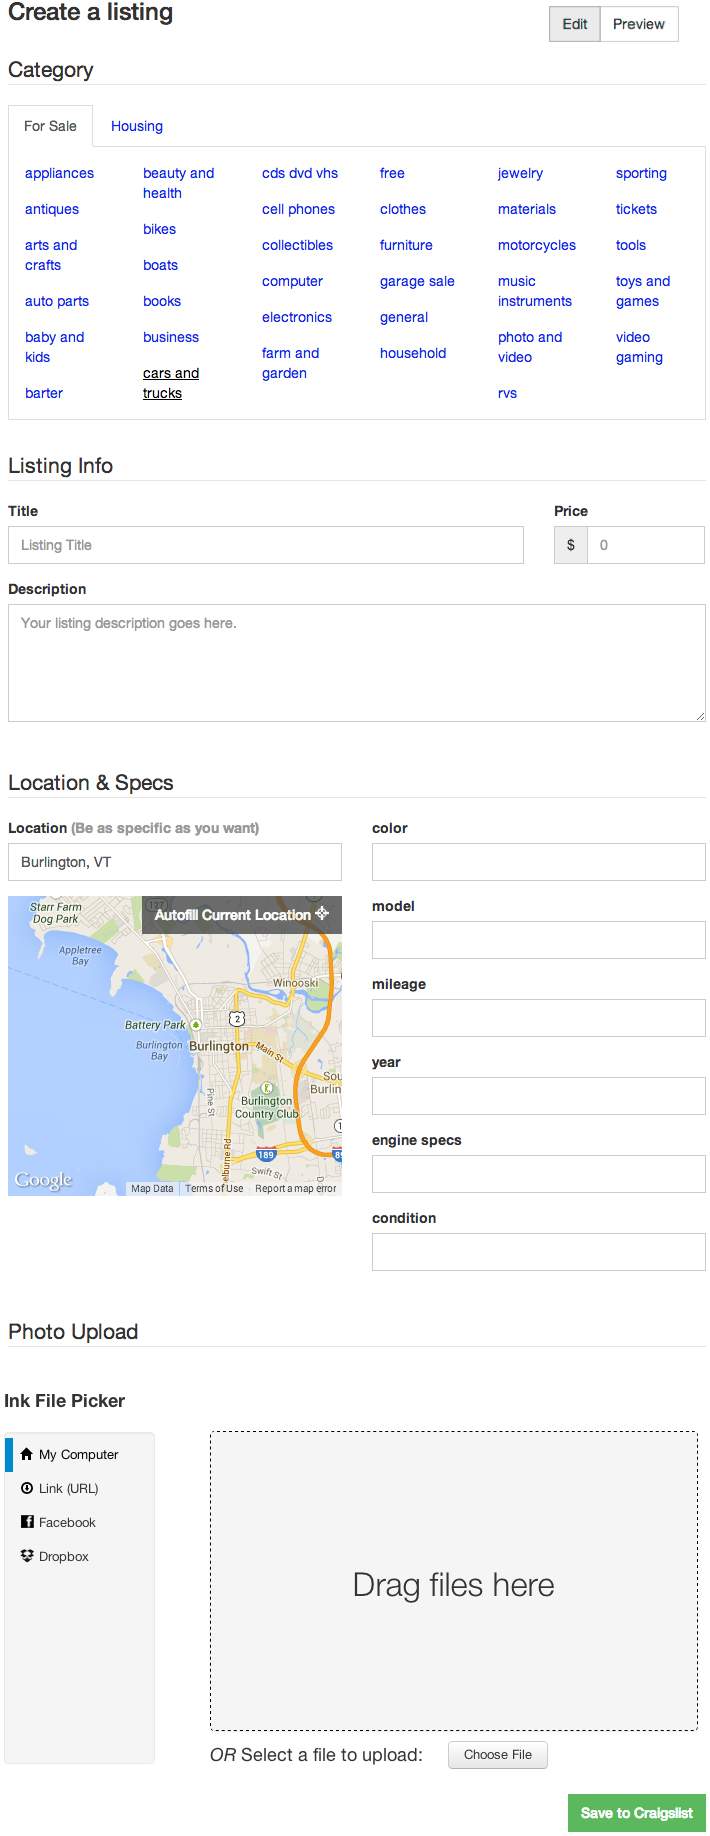 Create a listing
Edit Preview
Category
For Sale Housing
appliances
antiques
arts and
crafts
auto parts
baby and
kids
barter
beauty and
health
bikes
boats
books
business
cars and
trucks
cds dvd vhs
cell phones
collectibles
computer
electronics
farm and
garden
free
clothes
furniture
garage sale
general
household
jewelry
materials
motorcycles
music
instruments
photo and
video
rvs
sporting
tickets
tools
toys and
games
video
gaming
Listing Info
Title
Listing Title
Price
$ 0
Description
Your listing description goes here.
Location & Specs
Location (Be as specific as you want)
Burlington, VT
Autofill Current Location
127
Starr Farm
Dog Park
Appletree
Bay
Winooski
2
Battery Park
Burlington
Burlington
Bay
Main St
Sou
Burlin
Burlington
Country Club
Pine St
elburne Rd
189
89
Swift St
Google
Map Data Terms of Use Report a map error
color
model
mileage
year
engine specs
condition
Photo Upload
Ink File Picker
My Computer
Link (URL)
Facebook
Dropbox
Drag files here
OR Select a file to upload: Choose File
Save to Craigslist